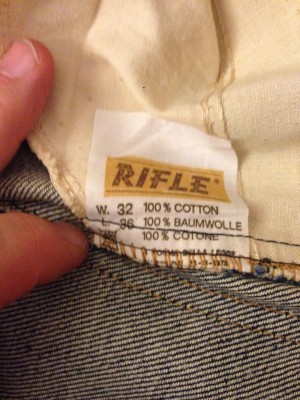 RIFLE
W. 32 100% COTTON
L. 36 100% BAUMWOLLE
100% COTONE